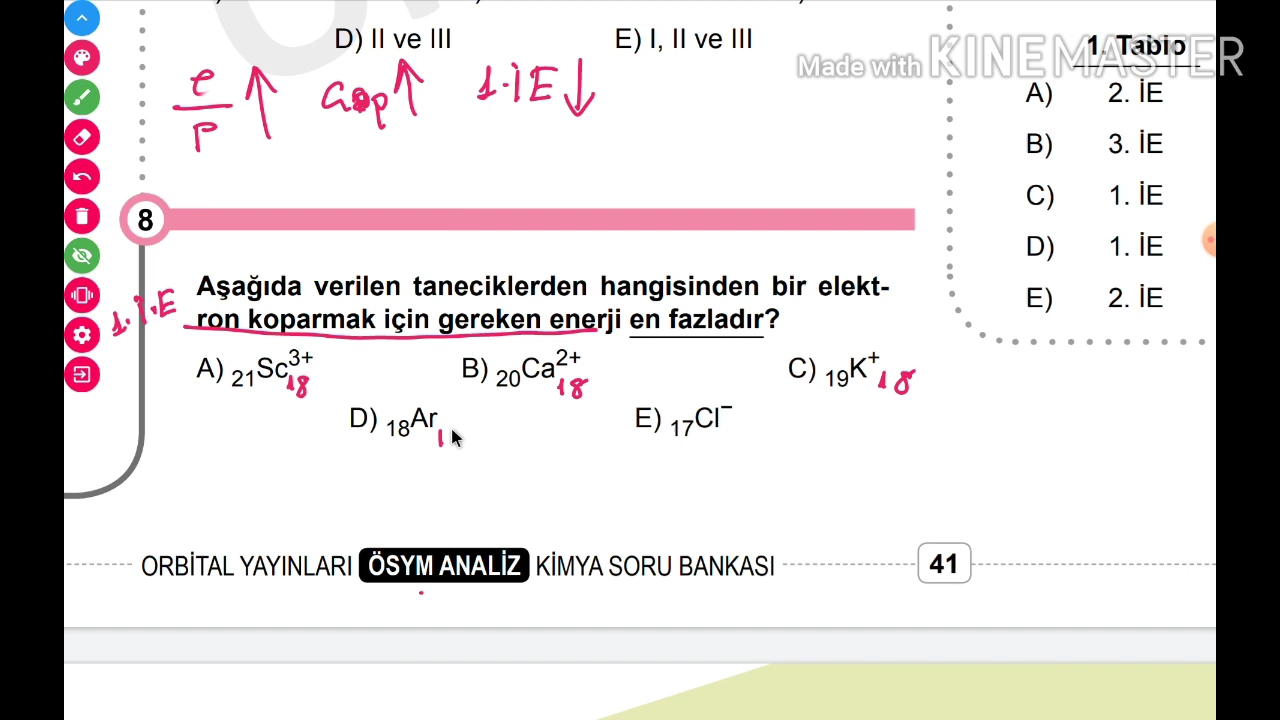 D) II ve III E) I, II ve III
Made with KINEMASTER
1. Tablo
e/p ↑ ↑ 1.İE ↓
A) 2. İE
B) 3. İE
C) 1. İE
D) 1. İE
E) 2. İE
8
1.İ.E
Aşağıda verilen taneciklerden hangisinden bir elekt-
ron koparmak için gereken enerji en fazladır?
A) ₂₁Sc³⁺ 18 B) ₂₀Ca²⁺ 18 C) ₁₉K⁺ 18
D) ₁₈Ar 1 E) ₁₇Cl⁻
ORBİTAL YAYINLARI ÖSYM ANALİZ KİMYA SORU BANKASI 41